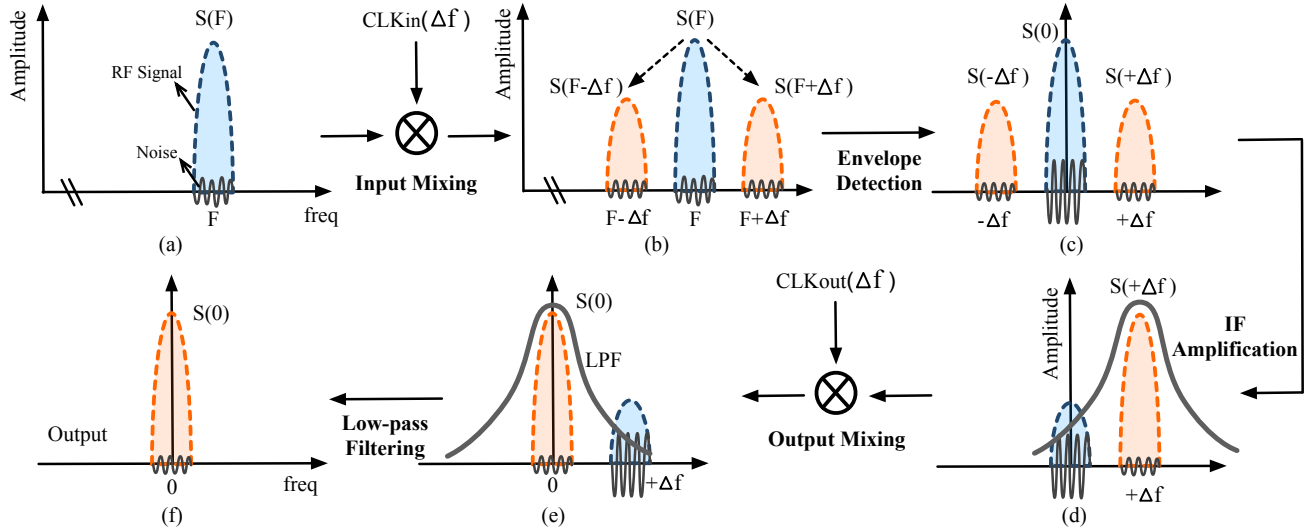 Amplitude
S(F)
RF Signal
Noise
F
freq
(a)
CLKin(Δf)
Input Mixing
Amplitude
S(F)
S(F-Δf)
S(F+Δf)
F-Δf
F
F+Δf
(b)
Envelope
Detection
S(0)
S(-Δf)
S(+Δf)
-Δf
+Δf
(c)
IF
Amplification
Amplitude
S(+Δf)
+Δf
(d)
CLKout(Δf)
Output Mixing
S(0)
LPF
0
+Δf
(e)
Low-pass
Filtering
S(0)
Output
0
freq
(f)